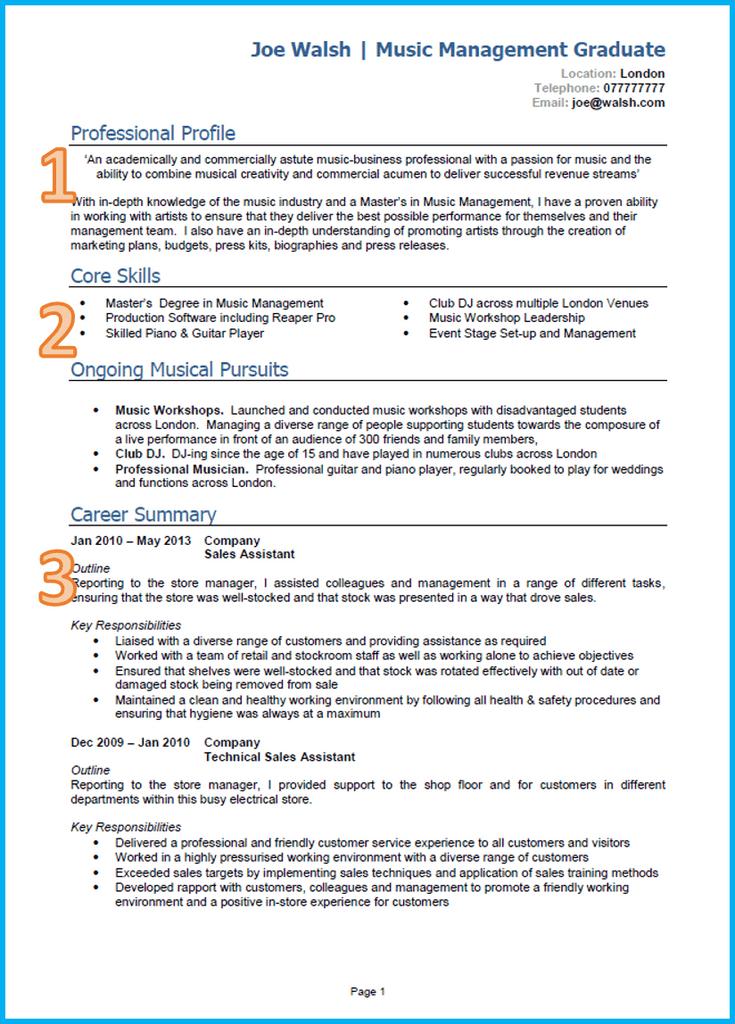 Joe Walsh | Music Management Graduate
Location: London
Telephone: 077777777
Email: joe@walsh.com
Professional Profile
1
'An academically and commercially astute music-business professional with a passion for music and the
ability to combine musical creativity and commercial acumen to deliver successful revenue streams'
With in-depth knowledge of the music industry and a Master's in Music Management, I have a proven ability
in working with artists to ensure that they deliver the best possible performance for themselves and their
management team. I also have an in-depth understanding of promoting artists through the creation of
marketing plans, budgets, press kits, biographies and press releases.
Core Skills
2
• Master's Degree in Music Management
• Production Software including Reaper Pro
• Skilled Piano & Guitar Player
• Club DJ across multiple London Venues
• Music Workshop Leadership
• Event Stage Set-up and Management
Ongoing Musical Pursuits
• Music Workshops. Launched and conducted music workshops with disadvantaged students
across London. Managing a diverse range of people supporting students towards the composure of
a live performance in front of an audience of 300 friends and family members,
• Club DJ. DJ-ing since the age of 15 and have played in numerous clubs across London
• Professional Musician. Professional guitar and piano player, regularly booked to play for weddings
and functions across London.
Career Summary
Jan 2010 – May 2013 Company
Sales Assistant
3
Outline
Reporting to the store manager, I assisted colleagues and management in a range of different tasks,
ensuring that the store was well-stocked and that stock was presented in a way that drove sales.
Key Responsibilities
• Liaised with a diverse range of customers and providing assistance as required
• Worked with a team of retail and stockroom staff as well as working alone to achieve objectives
• Ensured that shelves were well-stocked and that stock was rotated effectively with out of date or
damaged stock being removed from sale
• Maintained a clean and healthy working environment by following all health & safety procedures and
ensuring that hygiene was always at a maximum
Dec 2009 – Jan 2010 Company
Technical Sales Assistant
Outline
Reporting to the store manager, I provided support to the shop floor and for customers in different
departments within this busy electrical store.
Key Responsibilities
• Delivered a professional and friendly customer service experience to all customers and visitors
• Worked in a highly pressurised working environment with a diverse range of customers
• Exceeded sales targets by implementing sales techniques and application of sales training methods
• Developed rapport with customers, colleagues and management to promote a friendly working
environment and a positive in-store experience for customers
Page 1